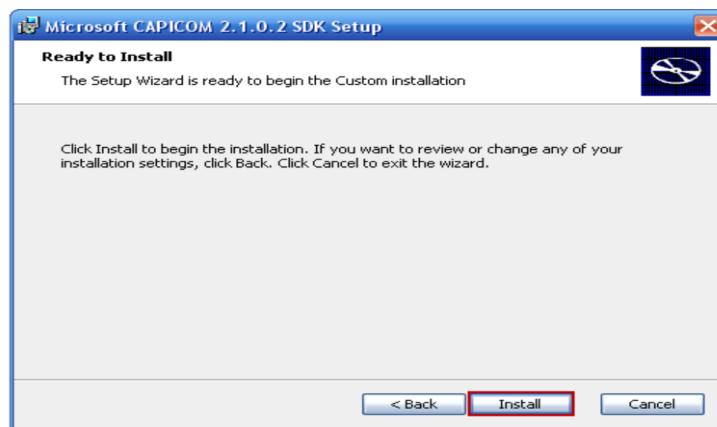 Microsoft CAPICOM 2.1.0.2 SDK Setup
Ready to Install
The Setup Wizard is ready to begin the Custom installation
Click Install to begin the installation. If you want to review or change any of your
installation settings, click Back. Click Cancel to exit the wizard.
< Back Install Cancel